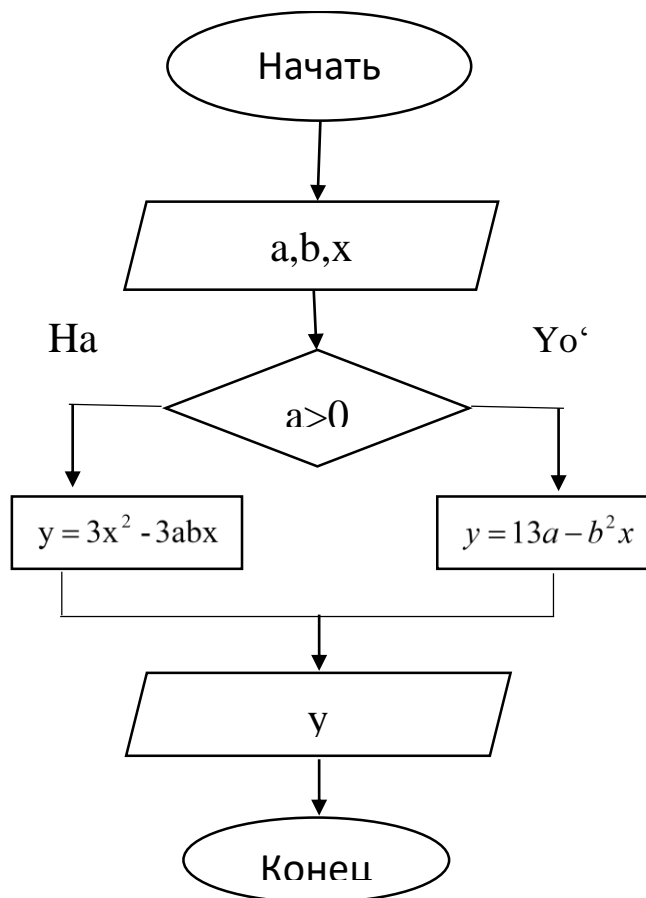 Начать
a,b,x
Ha
Yo‘
a>0
y = 3x² - 3abx
y = 13a − b²x
y
Конец